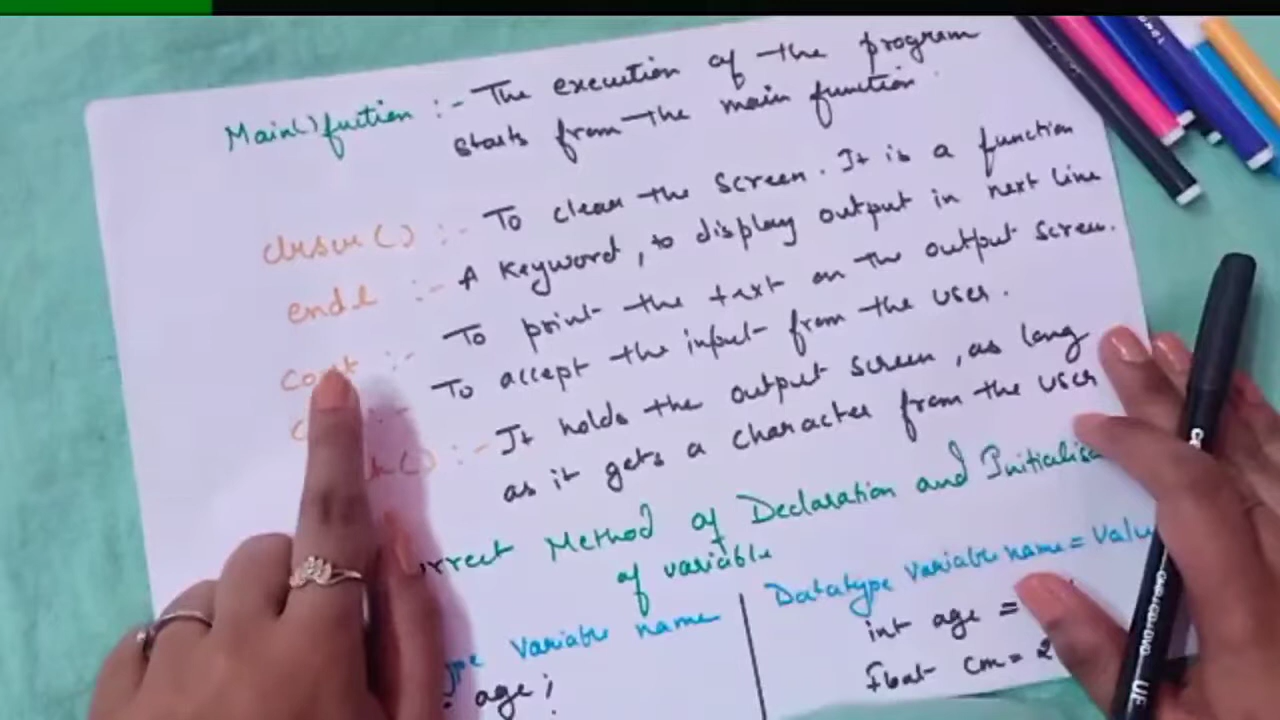 Main() fuction :- The execution of the program
starts from the main function.
clrscr() :- To clear the screen. It is a function
endl :- A keyword, to display output in next line
cout :- To print the text on the output screen.
To accept the input from the user.
:- It holds the output screen, as long
as it gets a character from the user
Method of Declaration and
of variable
Variable name
age;
Datatype Variable name =
int age =
float cm = 2